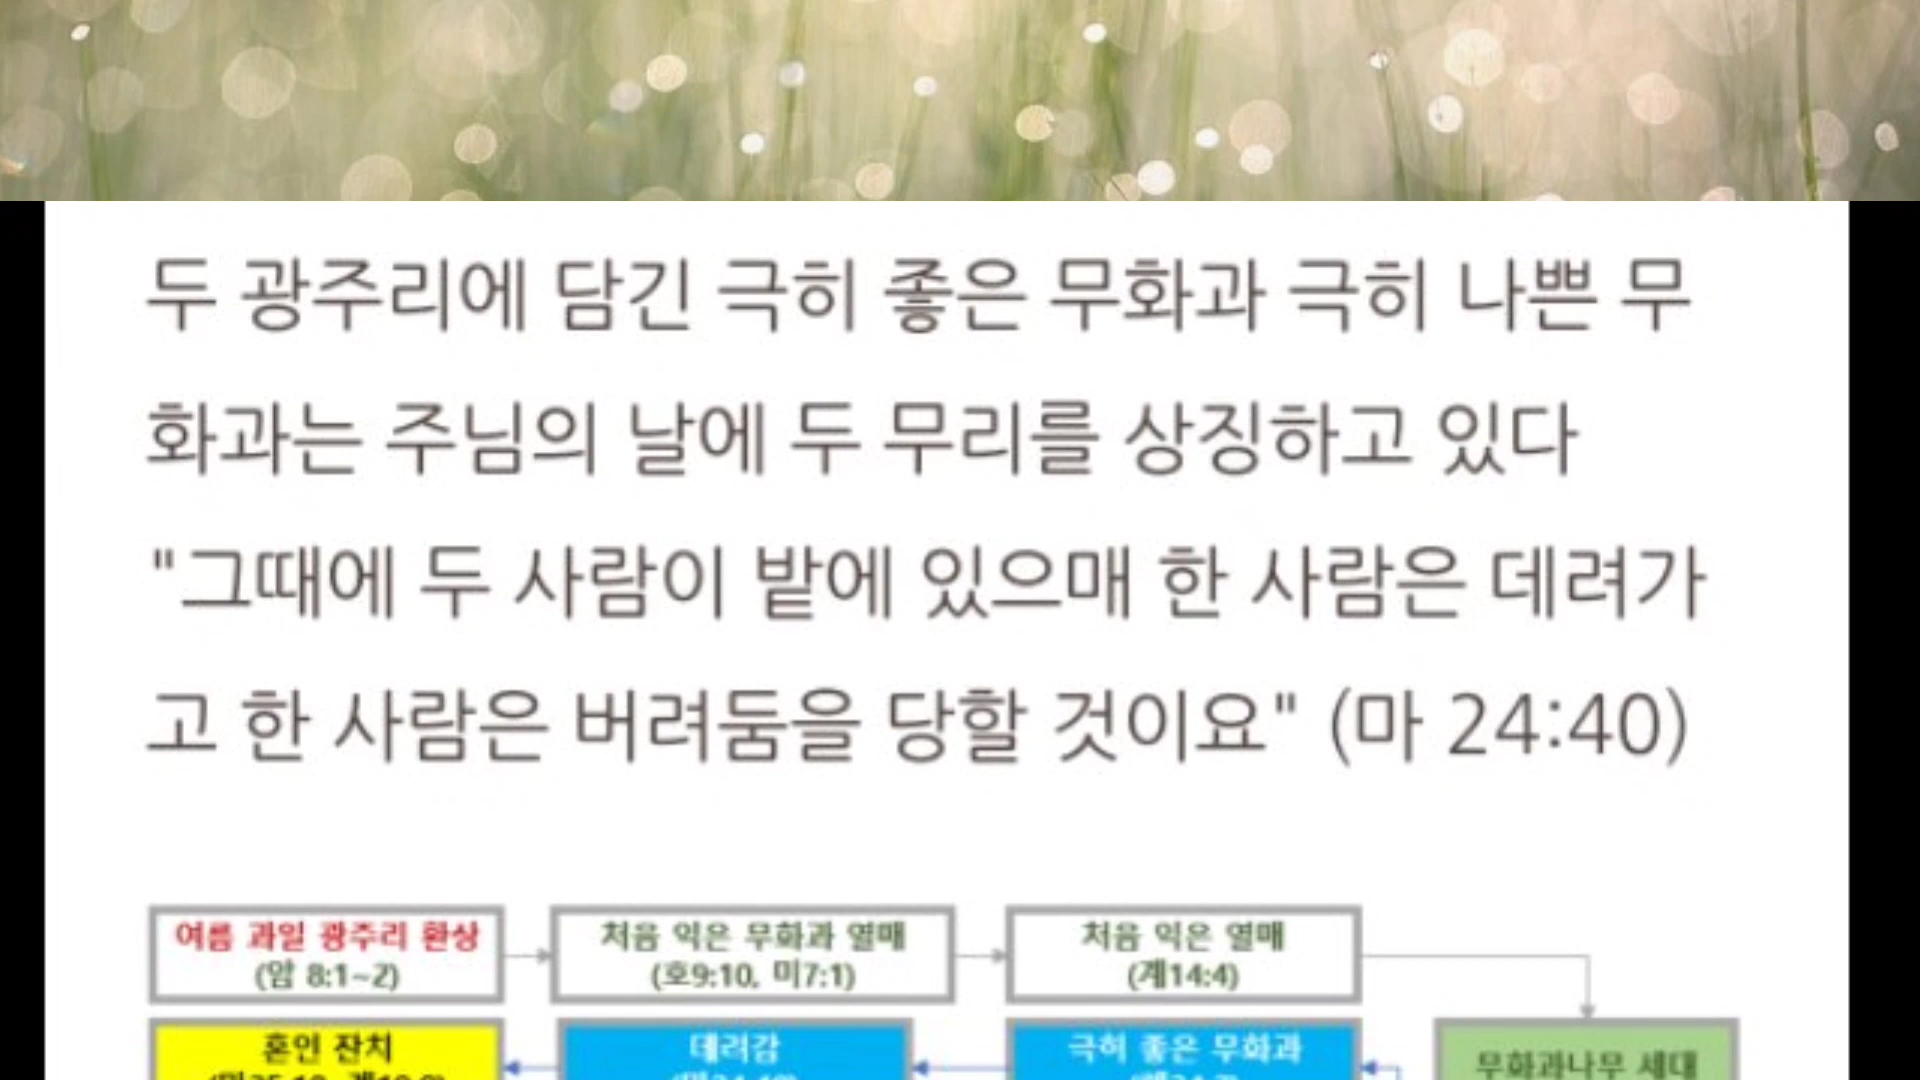 두 광주리에 담긴 극히 좋은 무화과 극히 나쁜 무
화과는 주님의 날에 두 무리를 상징하고 있다
"그때에 두 사람이 밭에 있으매 한 사람은 데려가
고 한 사람은 버려둠을 당할 것이요" (마 24:40)
여름 과일 광주리 환상
(암 8:1~2)
처음 익은 무화과 열매
(호9:10, 미7:1)
처음 익은 열매
(계14:4)
혼인 잔치
데려감
극히 좋은 무화과
무화과나무 세대